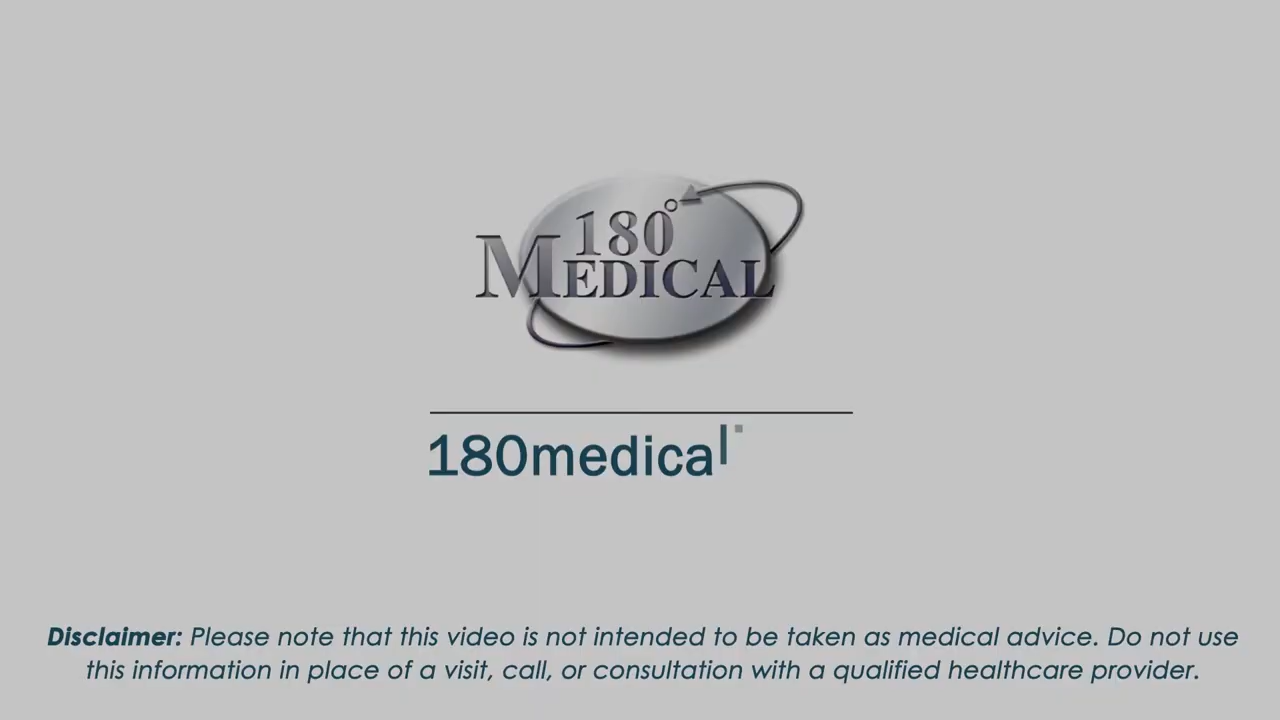 180°
MEDICAL
180medical
Disclaimer: Please note that this video is not intended to be taken as medical advice. Do not use
this information in place of a visit, call, or consultation with a qualified healthcare provider.